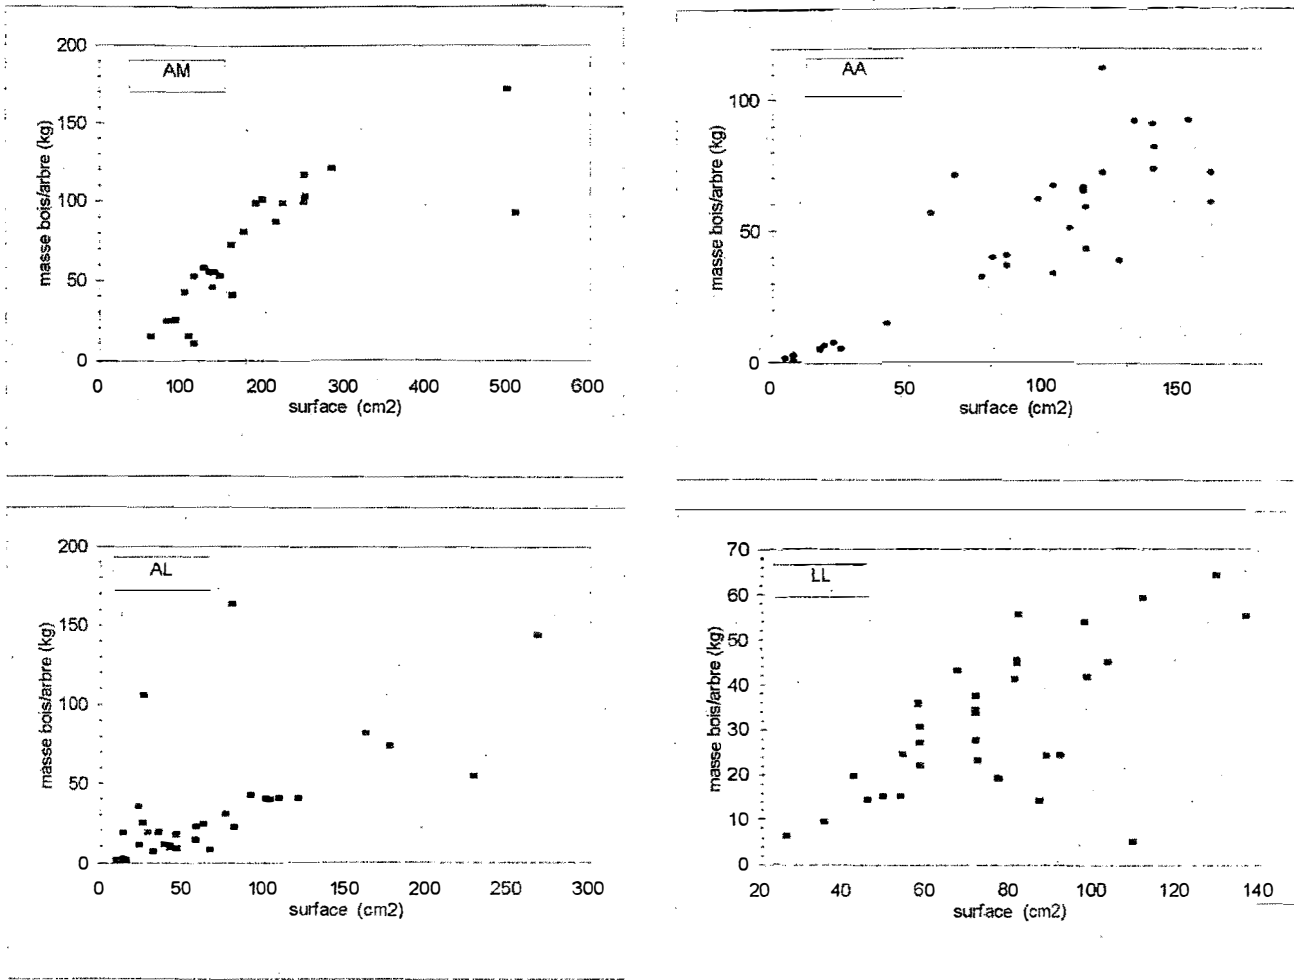 AM
masse bois/arbre (kg)
200
150
100
50
0
0 100 200 300 400 500 600
surface (cm2)
AA
masse bois/arbre (kg)
100
50
0
0 50 100 150
surface (cm2)
AL
masse bois/arbre (kg)
200
150
100
50
0
0 50 100 150 200 250 300
surface (cm2)
LL
masse bois/arbre (kg)
70
60
50
40
30
20
10
0
20 40 60 80 100 120 140
surface (cm2)